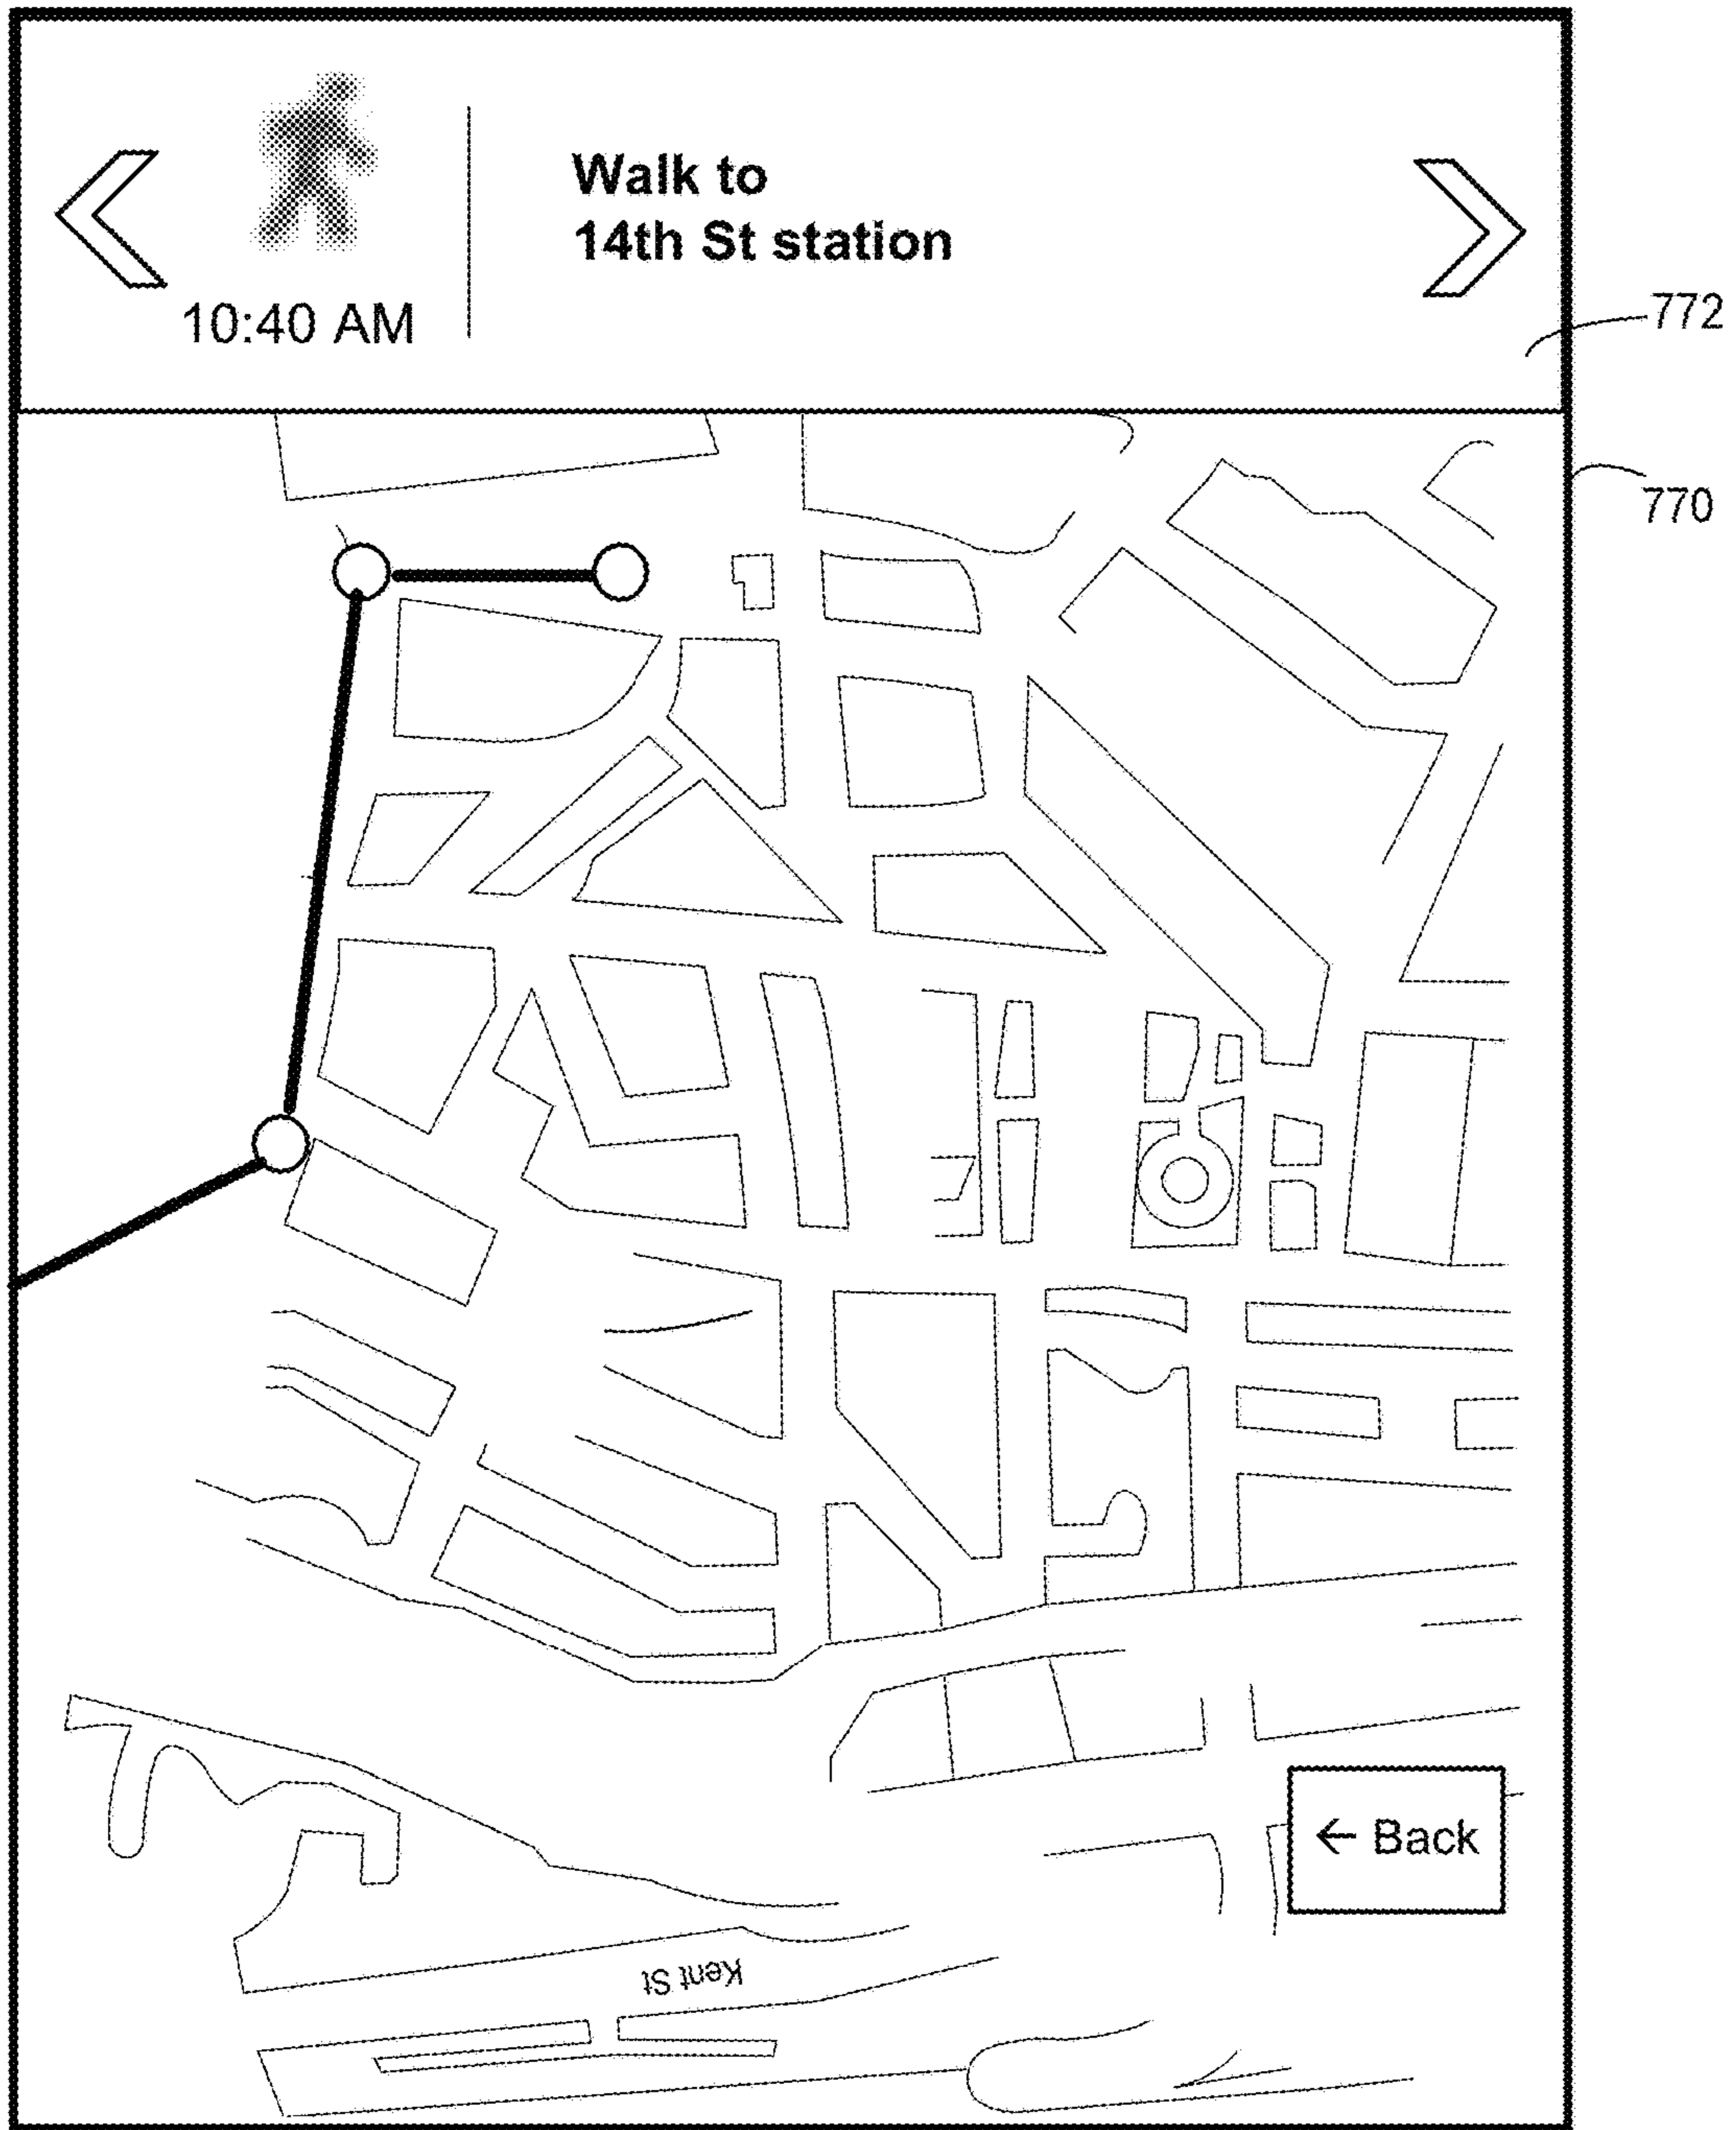 Walk to
14th St station
10:40 AM
772
770
← Back
Kent St